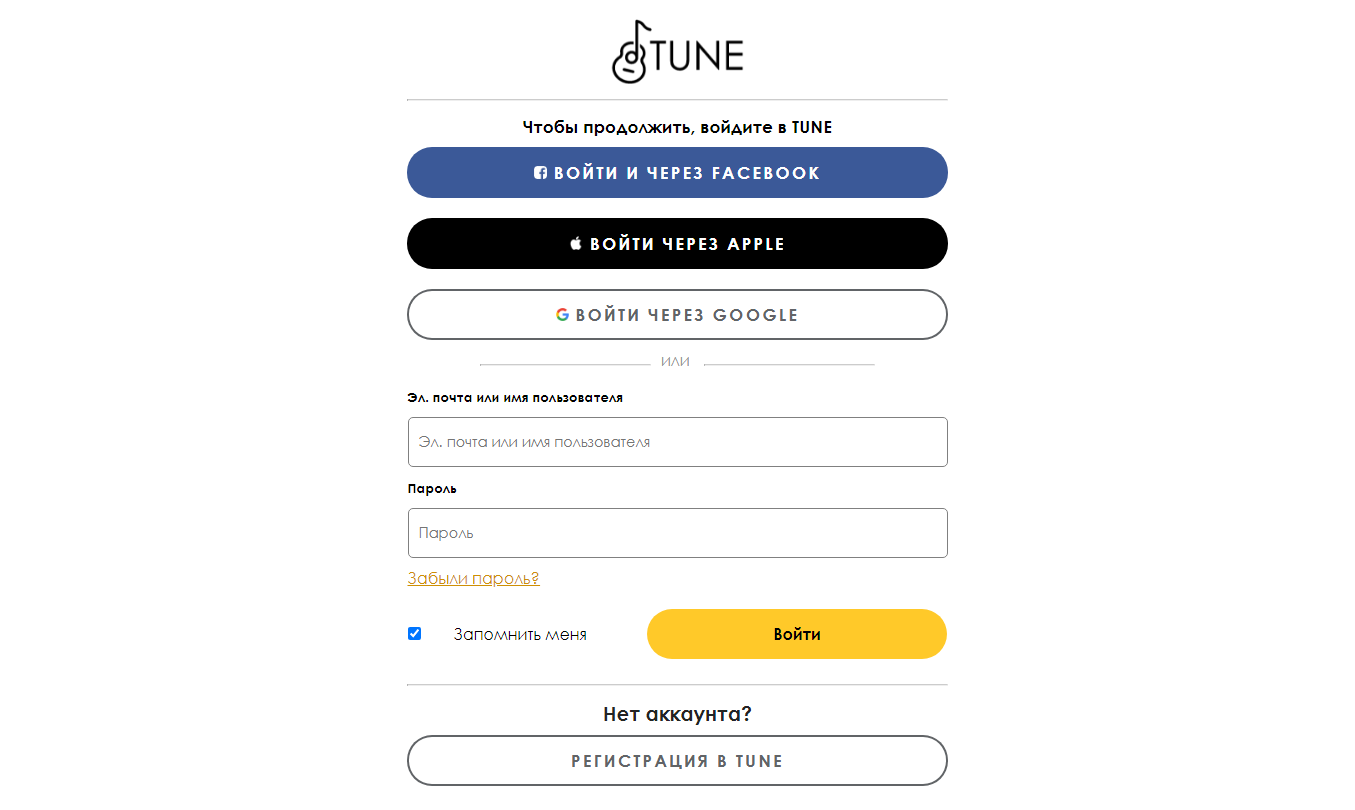 TUNE
Чтобы продолжить, войдите в TUNE
ВОЙТИ И ЧЕРЕЗ FACEBOOK
ВОЙТИ ЧЕРЕЗ APPLE
ВОЙТИ ЧЕРЕЗ GOOGLE
ИЛИ
Эл. почта или имя пользователя
Эл. почта или имя пользователя
Пароль
Пароль
Забыли пароль?
Запомнить меня
Войти
Нет аккаунта?
РЕГИСТРАЦИЯ В TUNE